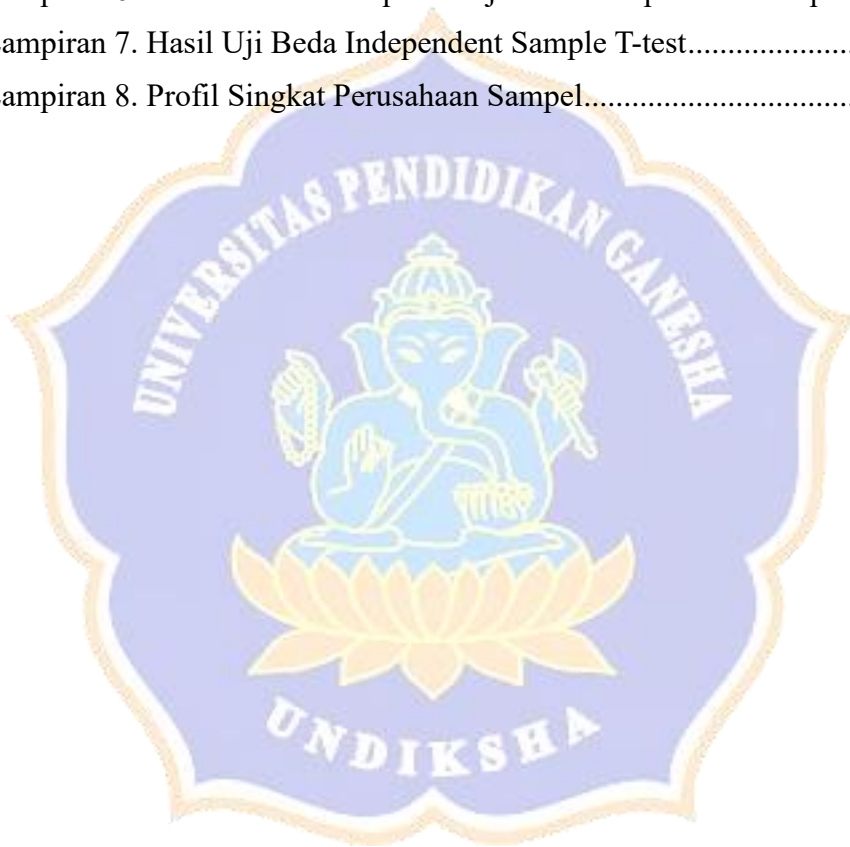 Lampiran 7. Hasil Uji Beda Independent Sample T-test....................
Lampiran 8. Profil Singkat Perusahaan Sampel..........................
UNIVERSITAS PENDIDIKAN GANESHA
UNDIKSHA